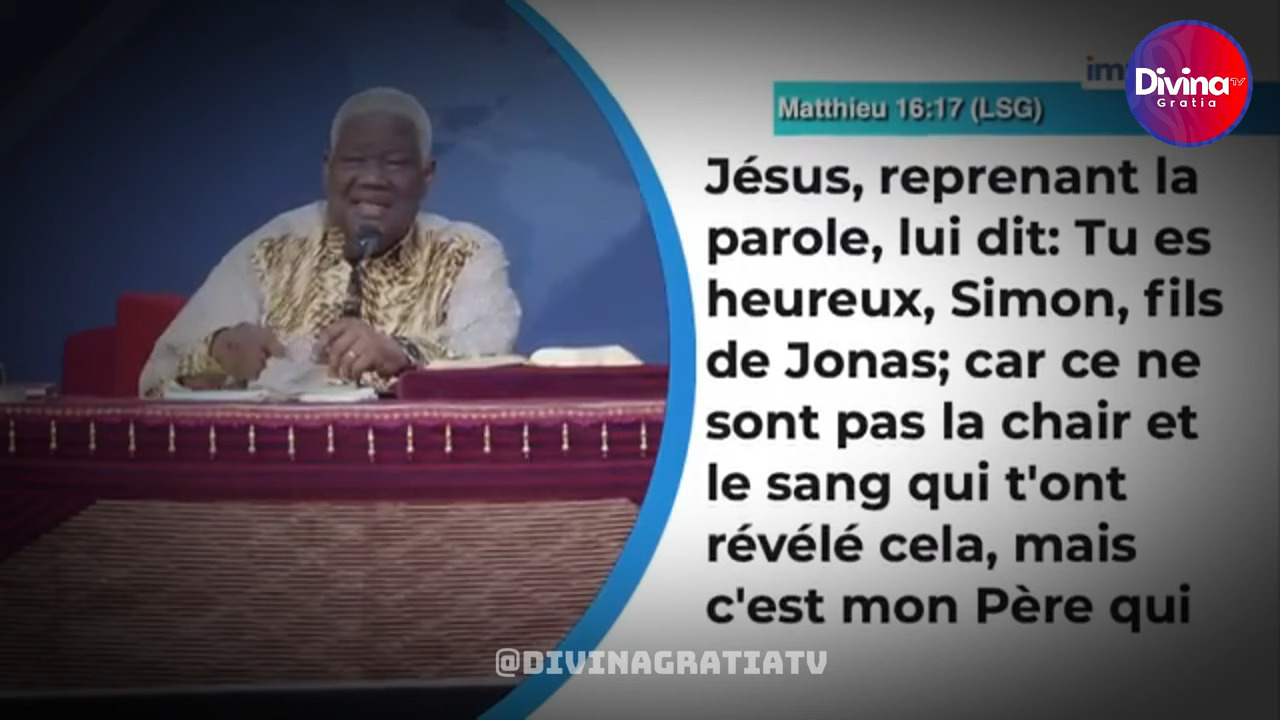 Divina TV
Gratia
Matthieu 16:17 (LSG)
Jésus, reprenant la
parole, lui dit: Tu es
heureux, Simon, fils
de Jonas; car ce ne
sont pas la chair et
le sang qui t'ont
révélé cela, mais
c'est mon Père qui
@DIVINAGRATIATV